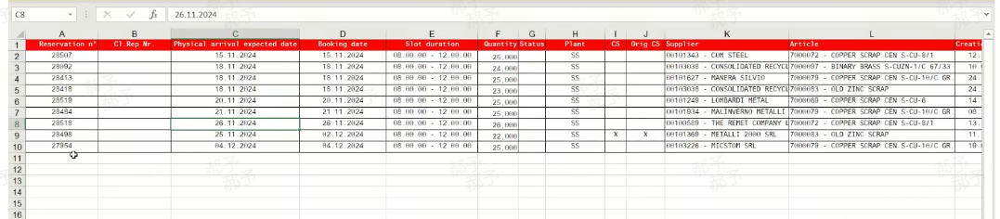 C8 fx 26.11.2024
A B C D E F G H I J K L
1 Reservation n° Cl.Rep Nr. Physical arrival expected date Booking date Slot duration Quantity Status Plant CS Orig CS Supplier Article Creati
2 28507 15.11.2024 15.11.2024 08.00.00 - 12.00.00 25,000 SS 00101343 - COM STEEL 7000072 - COPPER SCRAP CEN S-CU-8/1 12.
3 28092 18.11.2024 18.11.2024 08.00.00 - 12.00.00 24,000 SS 00103038 - CONSOLIDATED RECYCL 7000097 - BINARY BRASS S-CUZN-1/C 67/33 10.
4 28413 18.11.2024 18.11.2024 08.00.00 - 12.00.00 25,000 SS 00101627 - MANERA SILVIO 7000079 - COPPER SCRAP CEN S-CU-10/C GR 24.
5 28418 18.11.2024 18.11.2024 08.00.00 - 12.00.00 23,000 SS 00103038 - CONSOLIDATED RECYCL 7000083 - OLD ZINC SCRAP 24.
6 28519 20.11.2024 20.11.2024 08.00.00 - 12.00.00 25,000 SS 00101249 - LOMBARDI METAL 7000069 - COPPER SCRAP CEN S-CU-6 14.
7 28484 21.11.2024 21.11.2024 08.00.00 - 12.00.00 25,000 SS 00101934 - MALINVERNO METALLI 7000079 - COPPER SCRAP CEN S-CU-10/C GR. 08.
8 28518 26.11.2024 26.11.2024 08.00.00 - 12.00.00 26,000 SS 00100589 - THE REMET COMPANY L 7000072 - COPPER SCRAP CEN S-CU-8/1 13.
9 28498 25.11.2024 02.12.2024 08.00.00 - 12.00.00 22,000 SS X X 00101369 - METALLI 2000 SRL 7000083 - OLD ZINC SCRAP 11.
10 27954 04.12.2024 04.12.2024 08.00.00 - 12.00.00 25,000 SS 00103226 - MICSTOM SRL 7000079 - COPPER SCRAP CEN S-CU-10/C GR. 19.
11
12
13
14
15
16